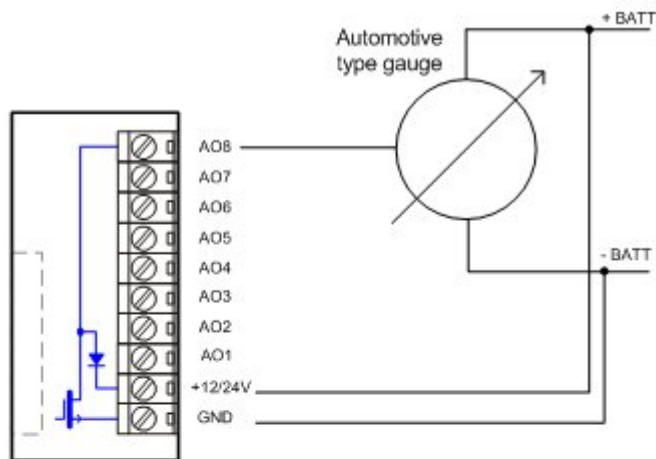 + BATT
Automotive
type gauge
AO8
AO7
AO6
AO5
AO4
AO3
AO2
AO1
+12/24V
GND
- BATT